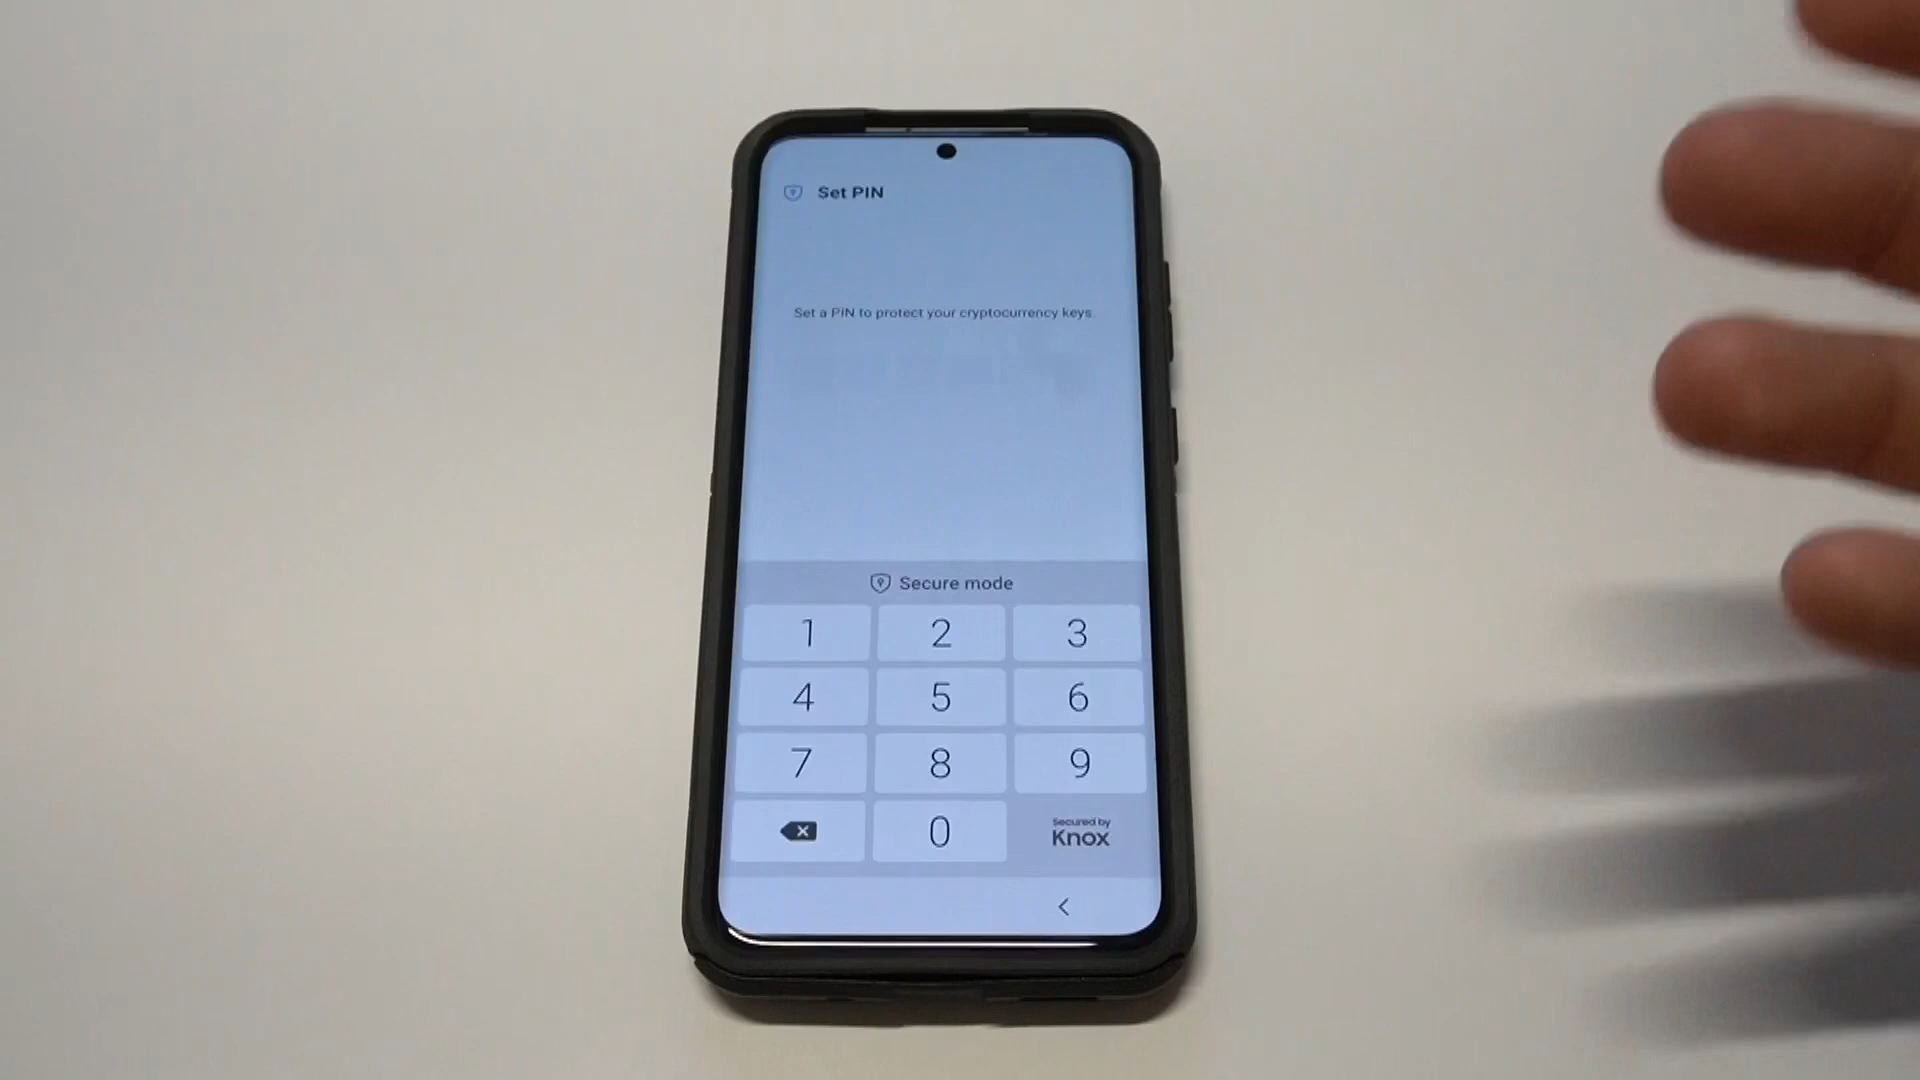 Set PIN
Set a PIN to protect your cryptocurrency keys.
Secure mode
1 2 3
4 5 6
7 8 9
0
Secured by
Knox